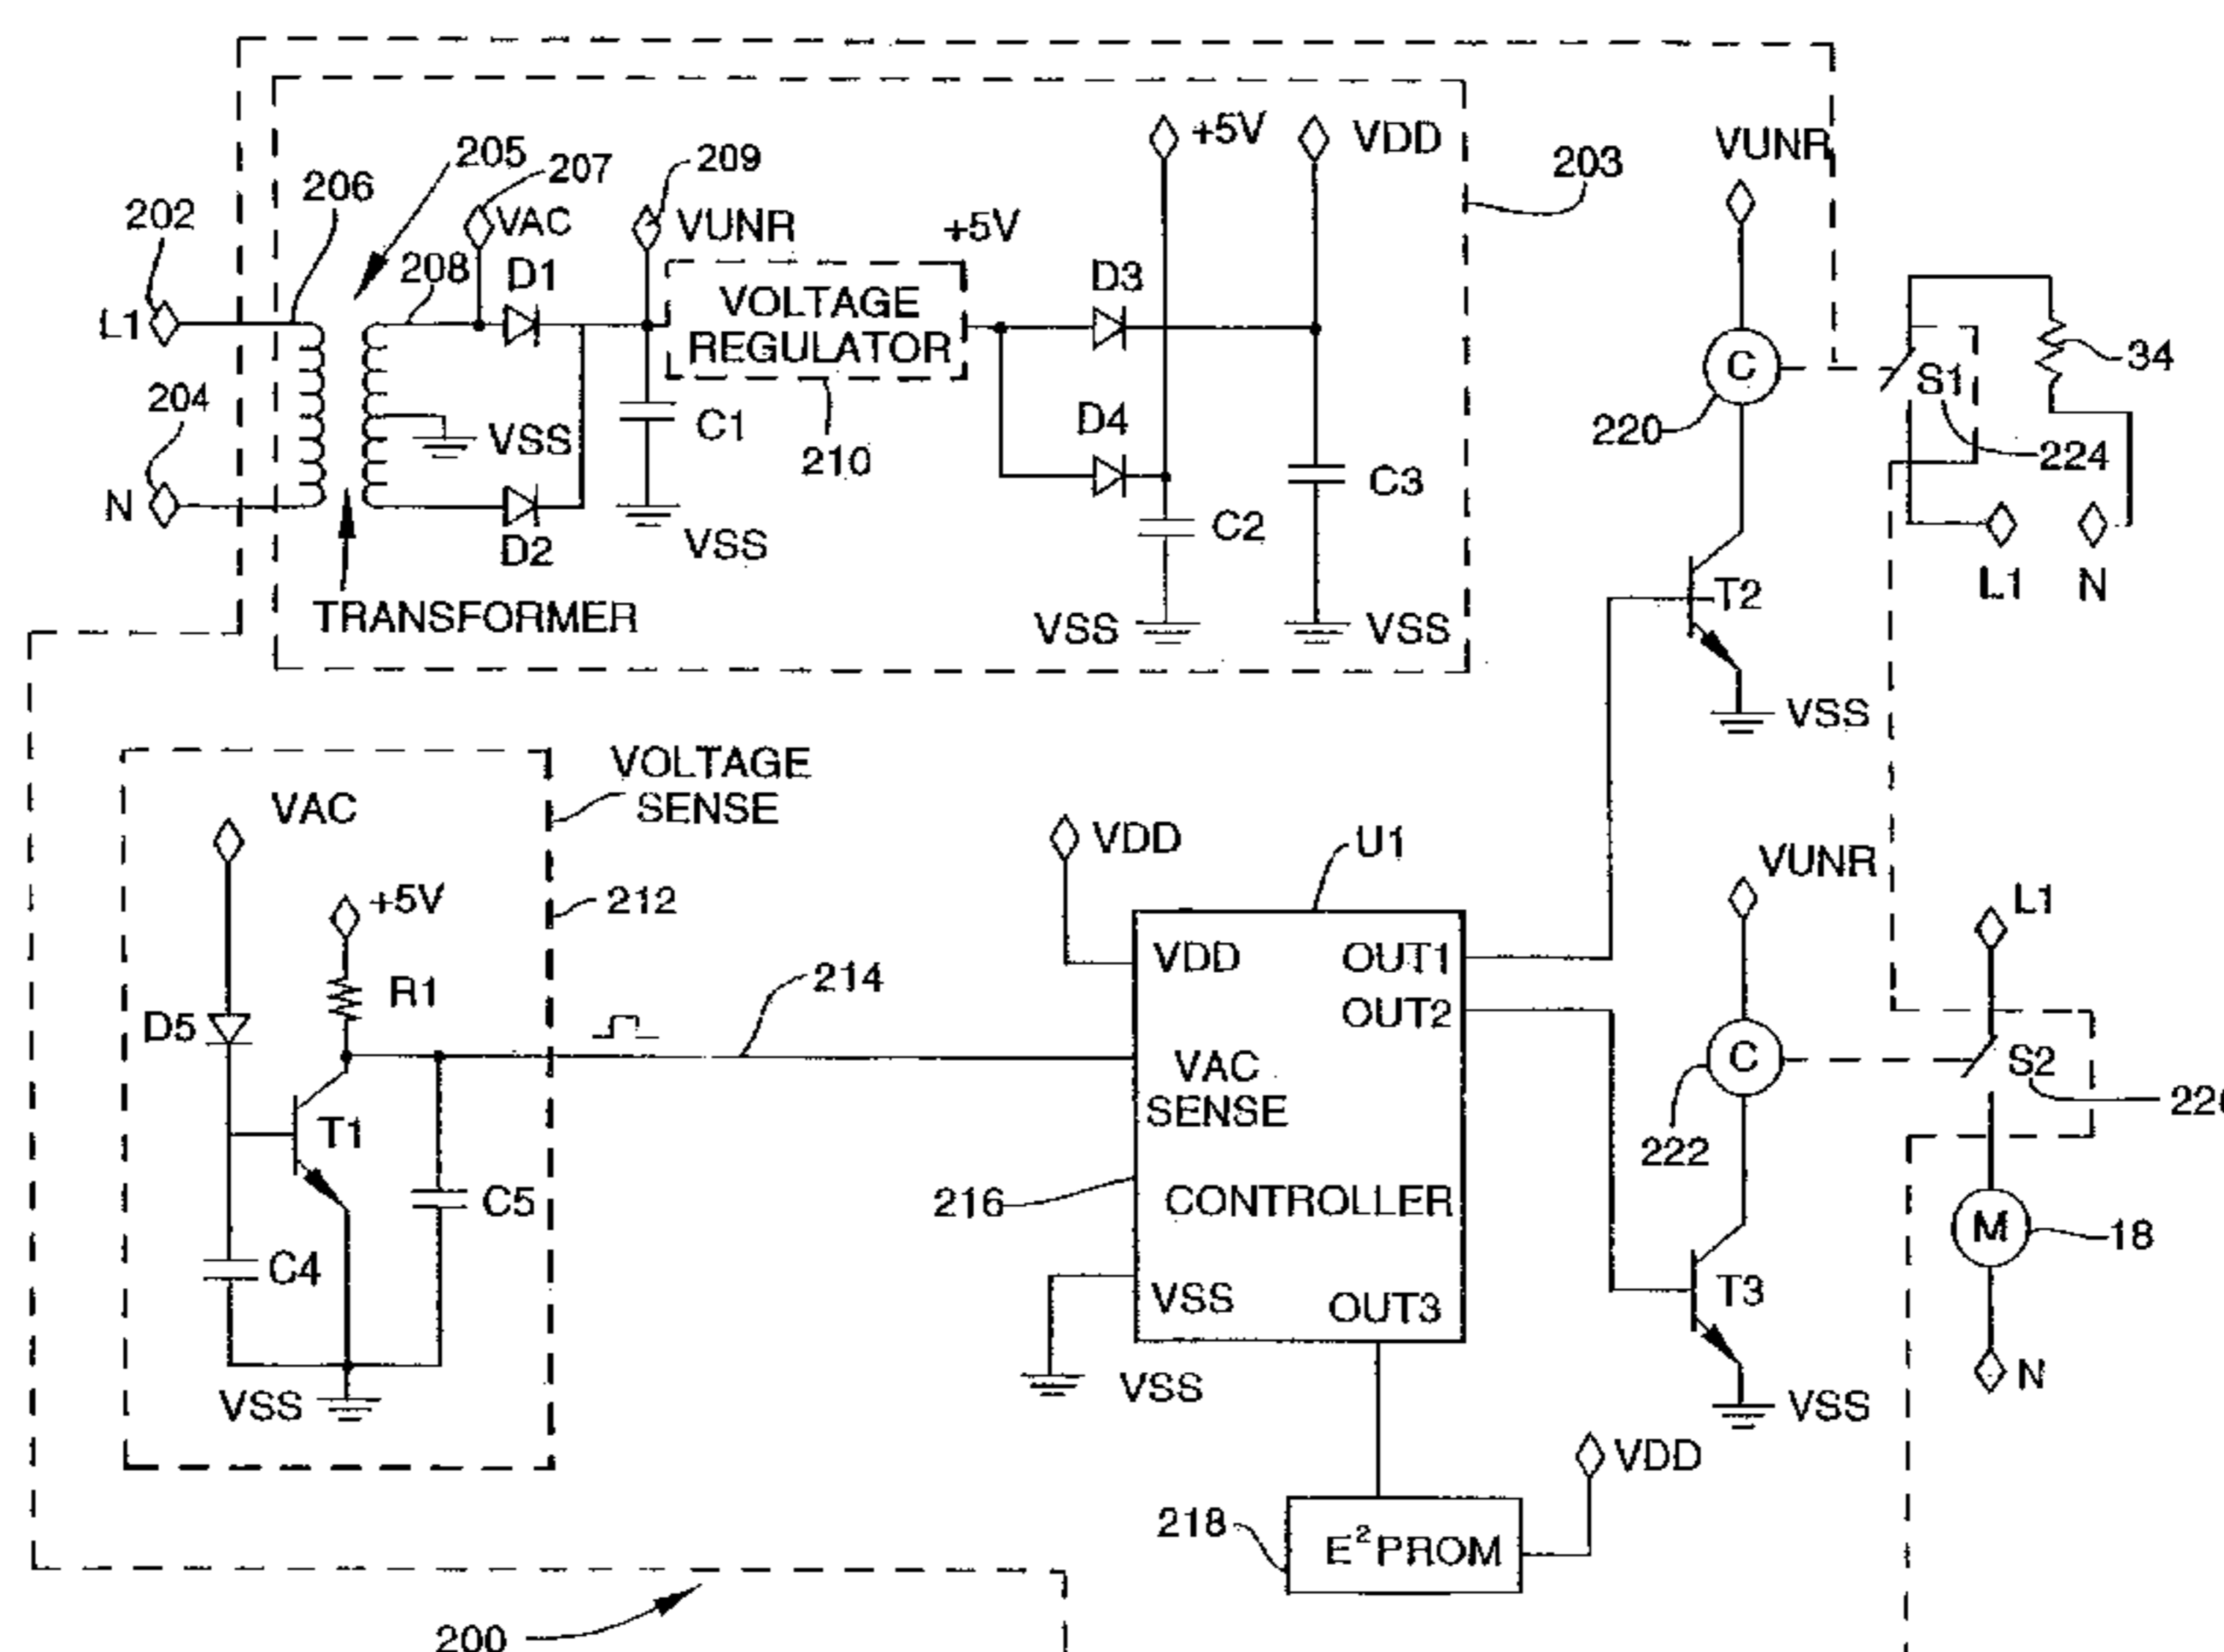 +5V
VDD
VUNR
203
205
207
209
206
202
VAC
VUNR
+5V
208
D1
D3
L1
VOLTAGE
REGULATOR
C
S1
34
204
VSS
C1
D4
220
210
224
N
C3
D2
VSS
C2
L1
N
T2
TRANSFORMER
VSS
VSS
VSS
VOLTAGE
SENSE
VAC
VDD
U1
VUNR
+5V
212
L1
R1
214
VDD
OUT1
D5
OUT2
VAC
SENSE
C
S2
T1
222
C5
216
CONTROLLER
M
18
C4
VSS
OUT3
T3
VSS
VSS
VSS
N
VDD
218
E²PROM
200